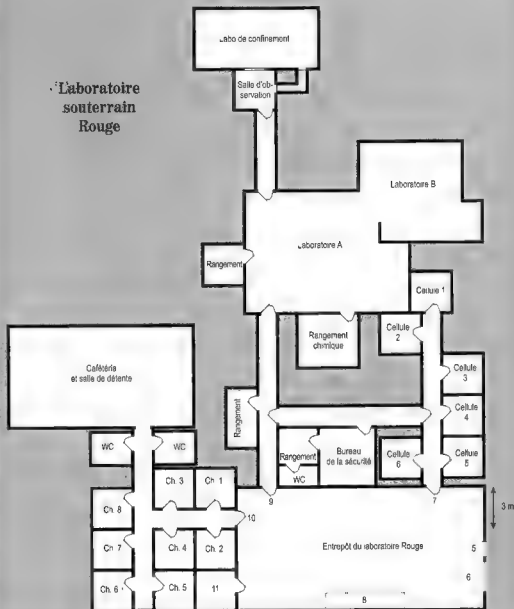 Labo de confinement
Salle d'ob-
servation
Laboratoire
souterrain
Rouge
Laboratoire B
Laboratoire A
Rangement
Cellule 1
Rangement
chimique
Cellule
2
Cellule
3
Cafétéria
et salle de détente
Rangement
Cellule
4
WC
WC
Rangement
Bureau
de la sécurité
Cellule
6
Cellule
5
WC
Ch. 3
Ch. 1
9
7
3 m
Ch. 8
10
Ch. 7
Ch. 4
Ch. 2
Entrepôt du laboratoire Rouge
5
6
Ch. 6
Ch. 5
11
8